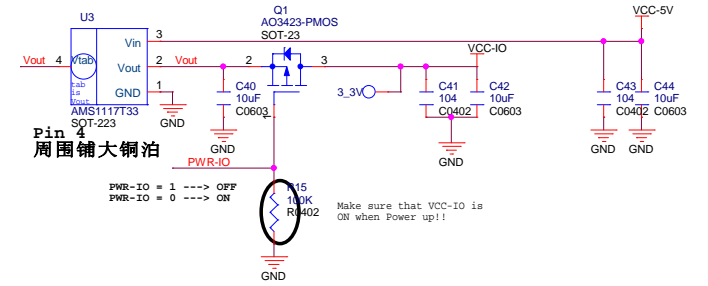 U3
Q1
AO3423-PMOS
SOT-23
VCC-5V
Vin
3
Vout
4
Vtab
Vout
2
Vout
2
3
VCC-IO
tab
is
Vout
GND
1
C40
10uF
C0603
3_3V
C41
104
C0402
C42
10uF
C0603
C43
104
C0402
C44
10uF
C0603
AMS1117T33
SOT-223
GND
1
Pin 4
周围铺大铜泊
GND
GND
GND
GND
PWR-IO
PWR-IO = 1 ---> OFF
PWR-IO = 0 ---> ON
R15
100K
R0402
Make sure that VCC-IO is
ON when Power up!!
GND